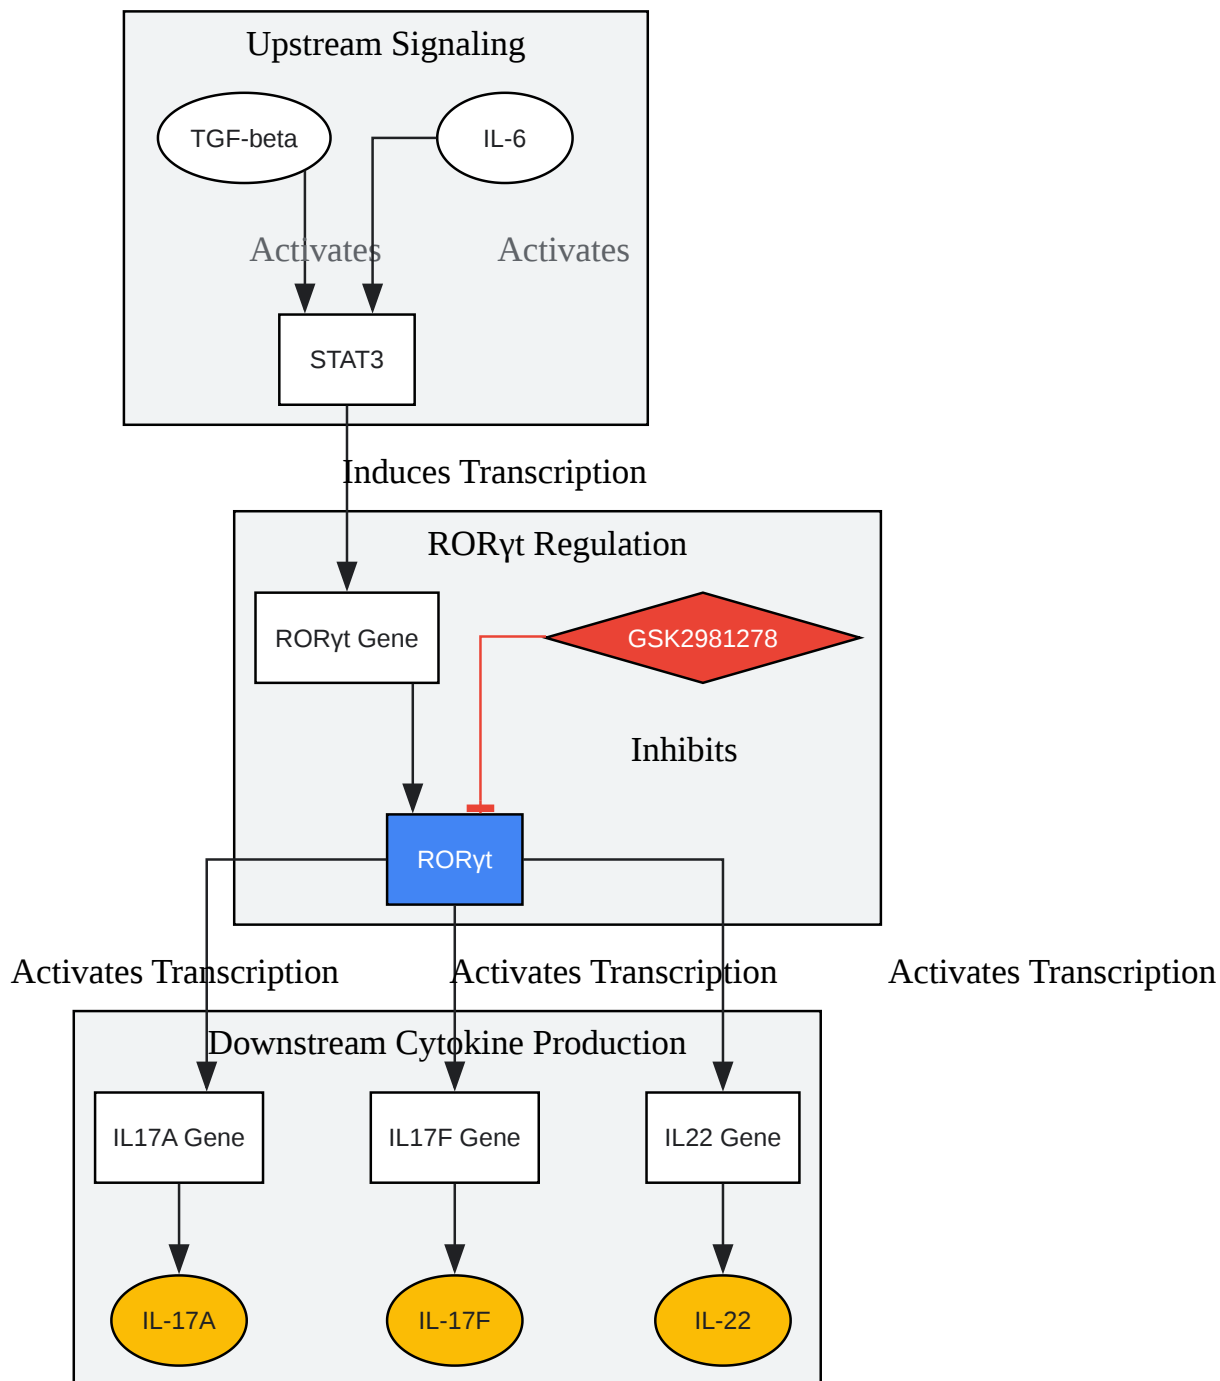 Upstream Signaling
TGF-beta
IL-6
Activates
Activates
STAT3
Induces Transcription
RORγt Regulation
RORγt Gene
GSK2981278
Inhibits
RORγt
Activates Transcription
Activates Transcription
Activates Transcription
Downstream Cytokine Production
IL17A Gene
IL17F Gene
IL22 Gene
IL-17A
IL-17F
IL-22